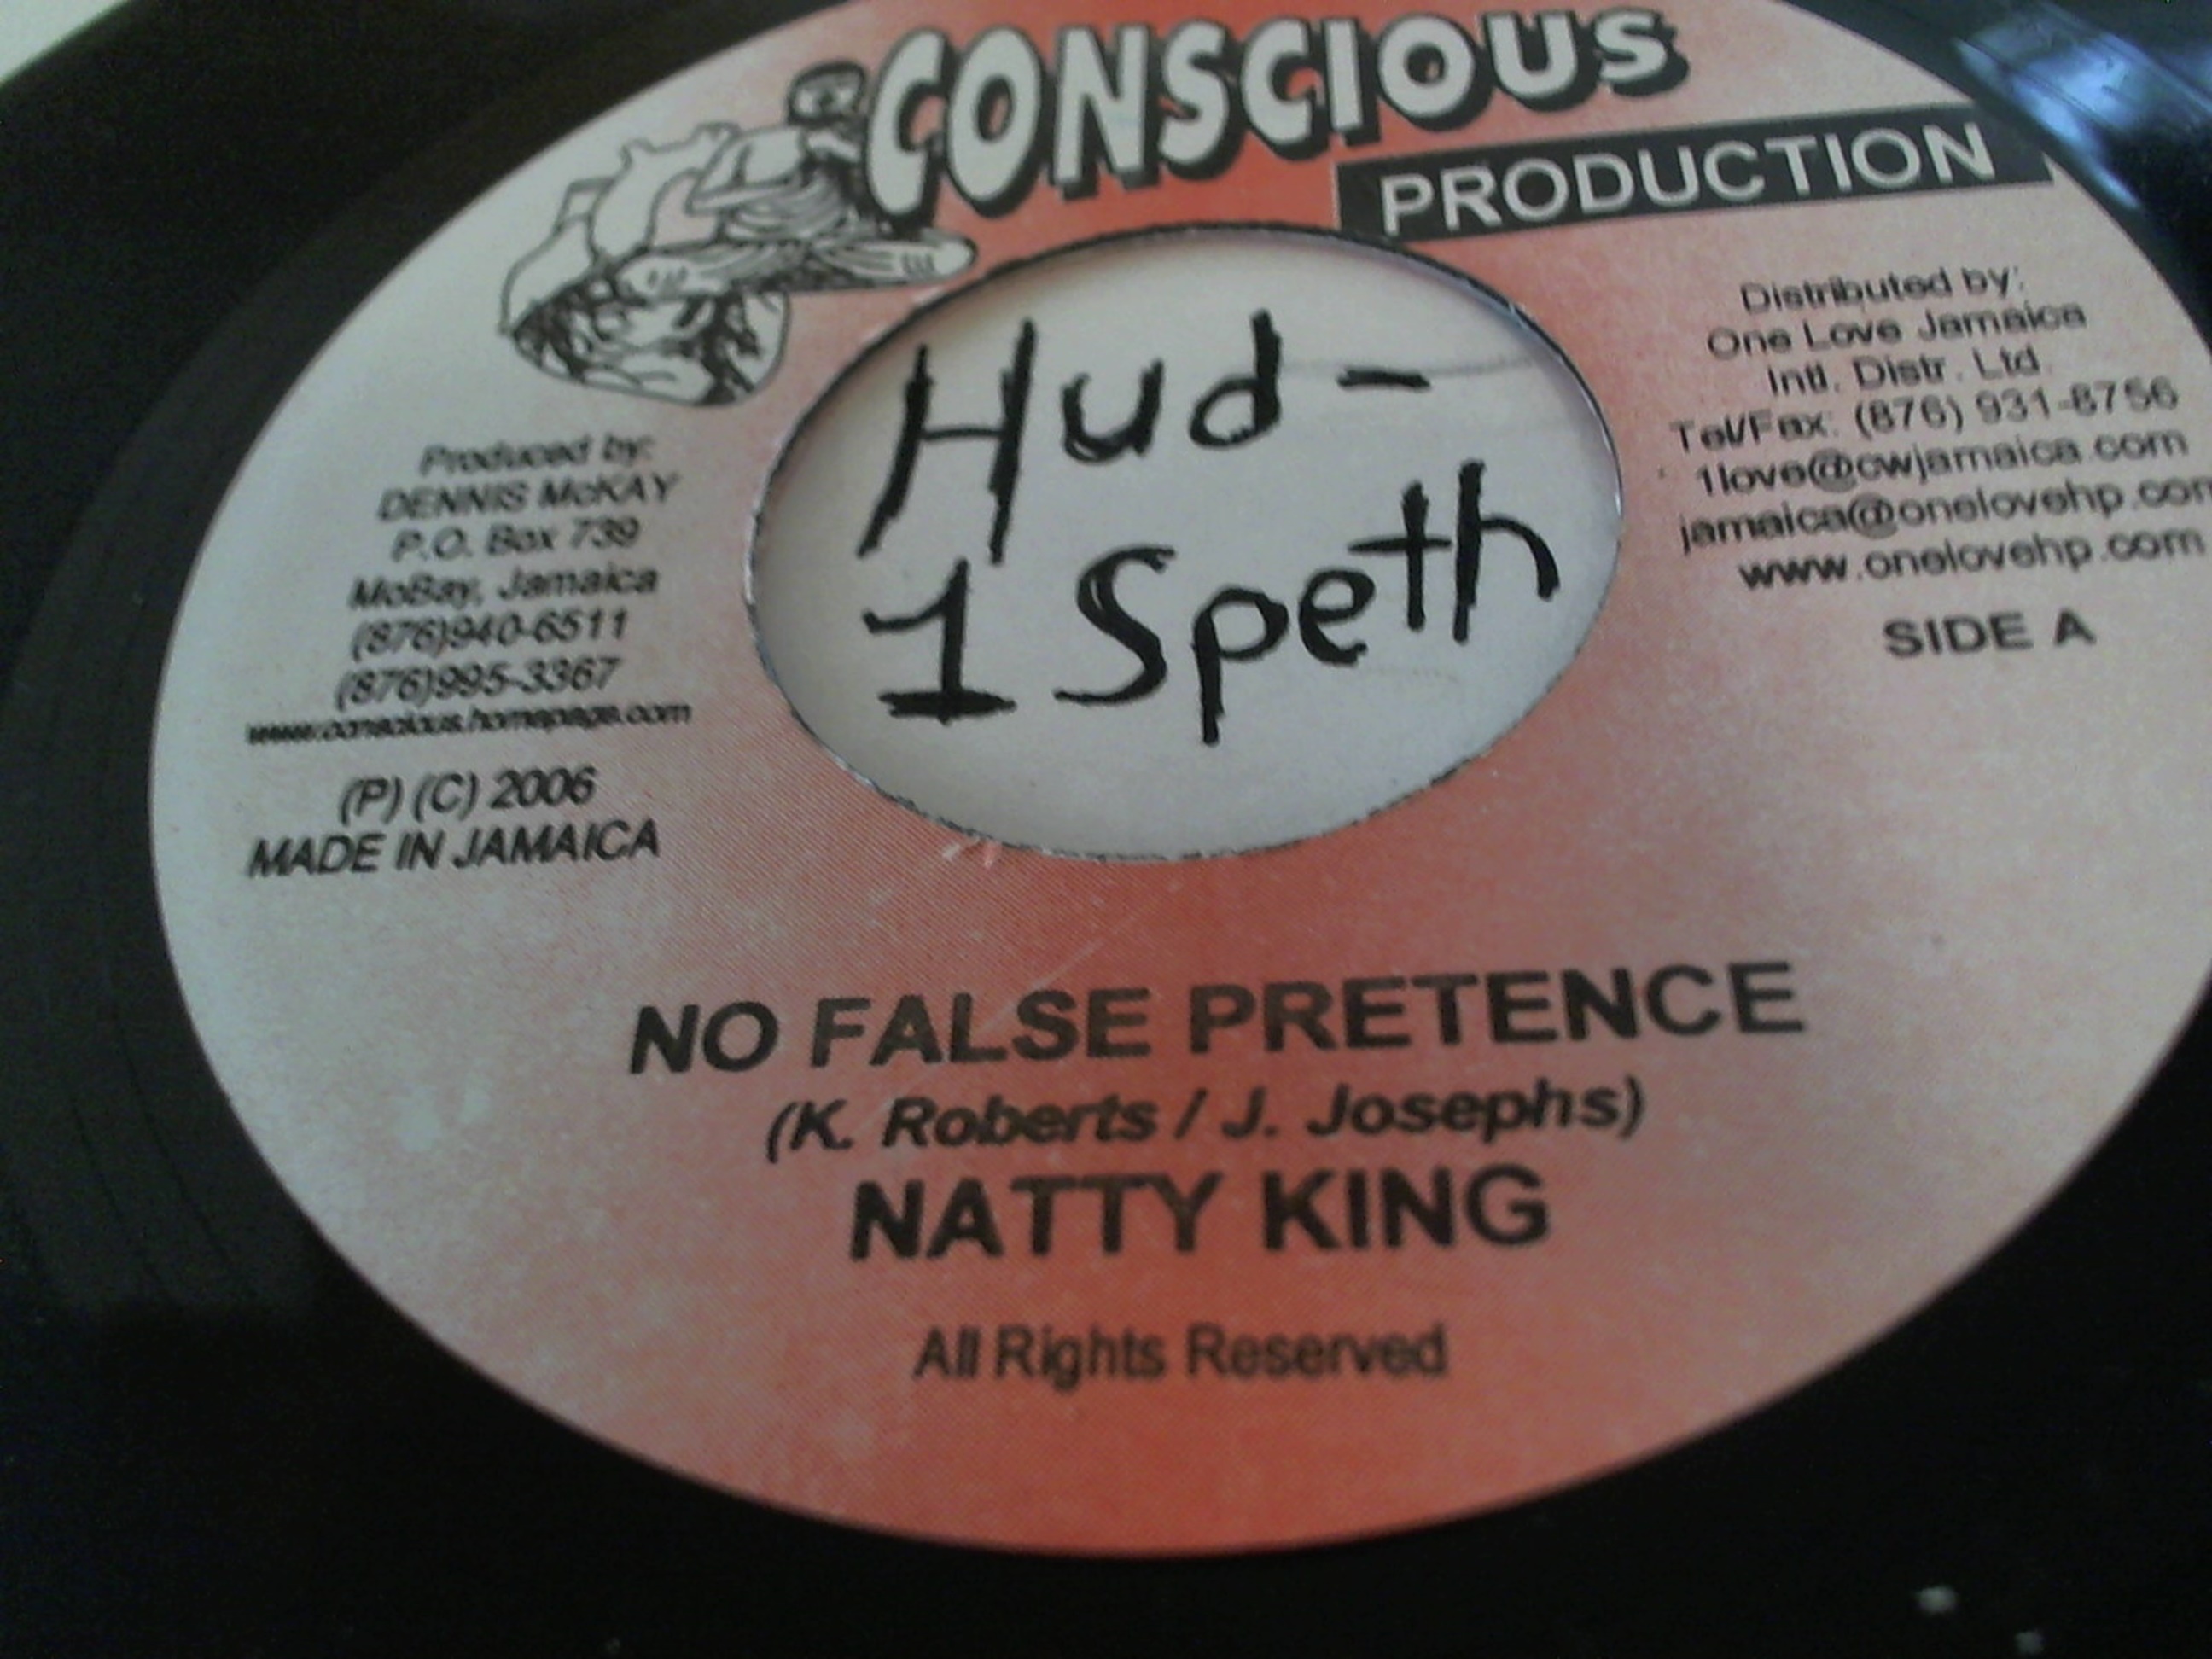 CONSCIOUS
PRODUCTION
Produced by:
DENNIS McKAY
P.O. Box 739
MoBay, Jamaica
(876)940-6511
(876)995-3367
www.conscious.homepage.com
(P) (C) 2006
MADE IN JAMAICA
Hud-
1 Speth
Distributed by:
One Love Jamaica
Intl. Distr. Ltd.
Tel/Fax: (876) 931-8756
1love@cwjamaica.com
jamaica@onelovehp.com
www.onelovehp.com
SIDE A
NO FALSE PRETENCE
(K. Roberts / J. Josephs)
NATTY KING
All Rights Reserved